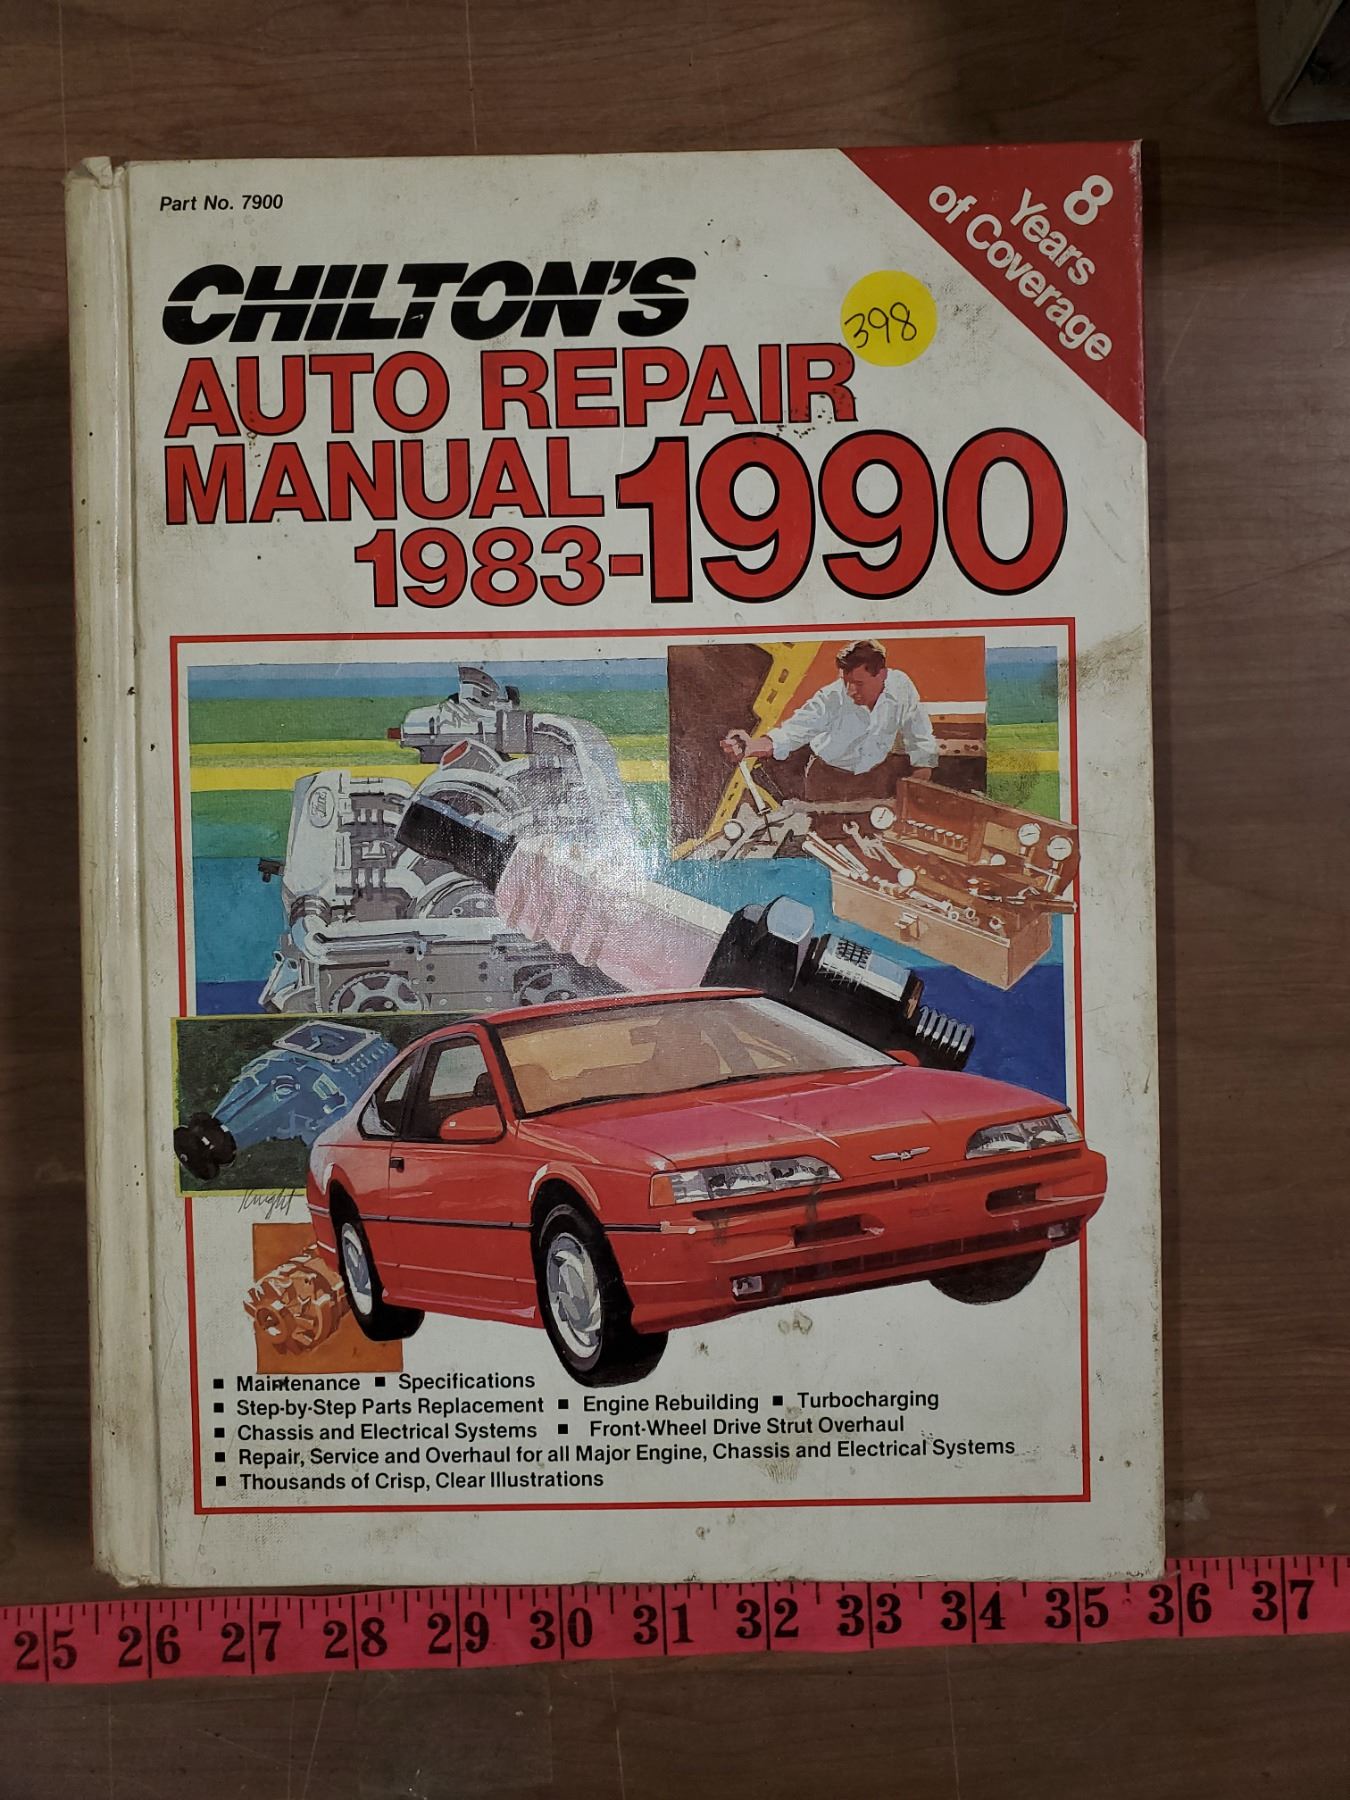 Part No. 7900
8
Years
of Coverage
CHILTON'S
398
AUTO REPAIR
MANUAL
1983-1990
Ford
Knight
■ Maintenance ■ Specifications
■ Step-by-Step Parts Replacement ■ Engine Rebuilding ■ Turbocharging
■ Chassis and Electrical Systems ■ Front-Wheel Drive Strut Overhaul
■ Repair, Service and Overhaul for all Major Engine, Chassis and Electrical Systems
■ Thousands of Crisp, Clear Illustrations
25 26 27 28 29 30 31 32 33 34 35 36 37